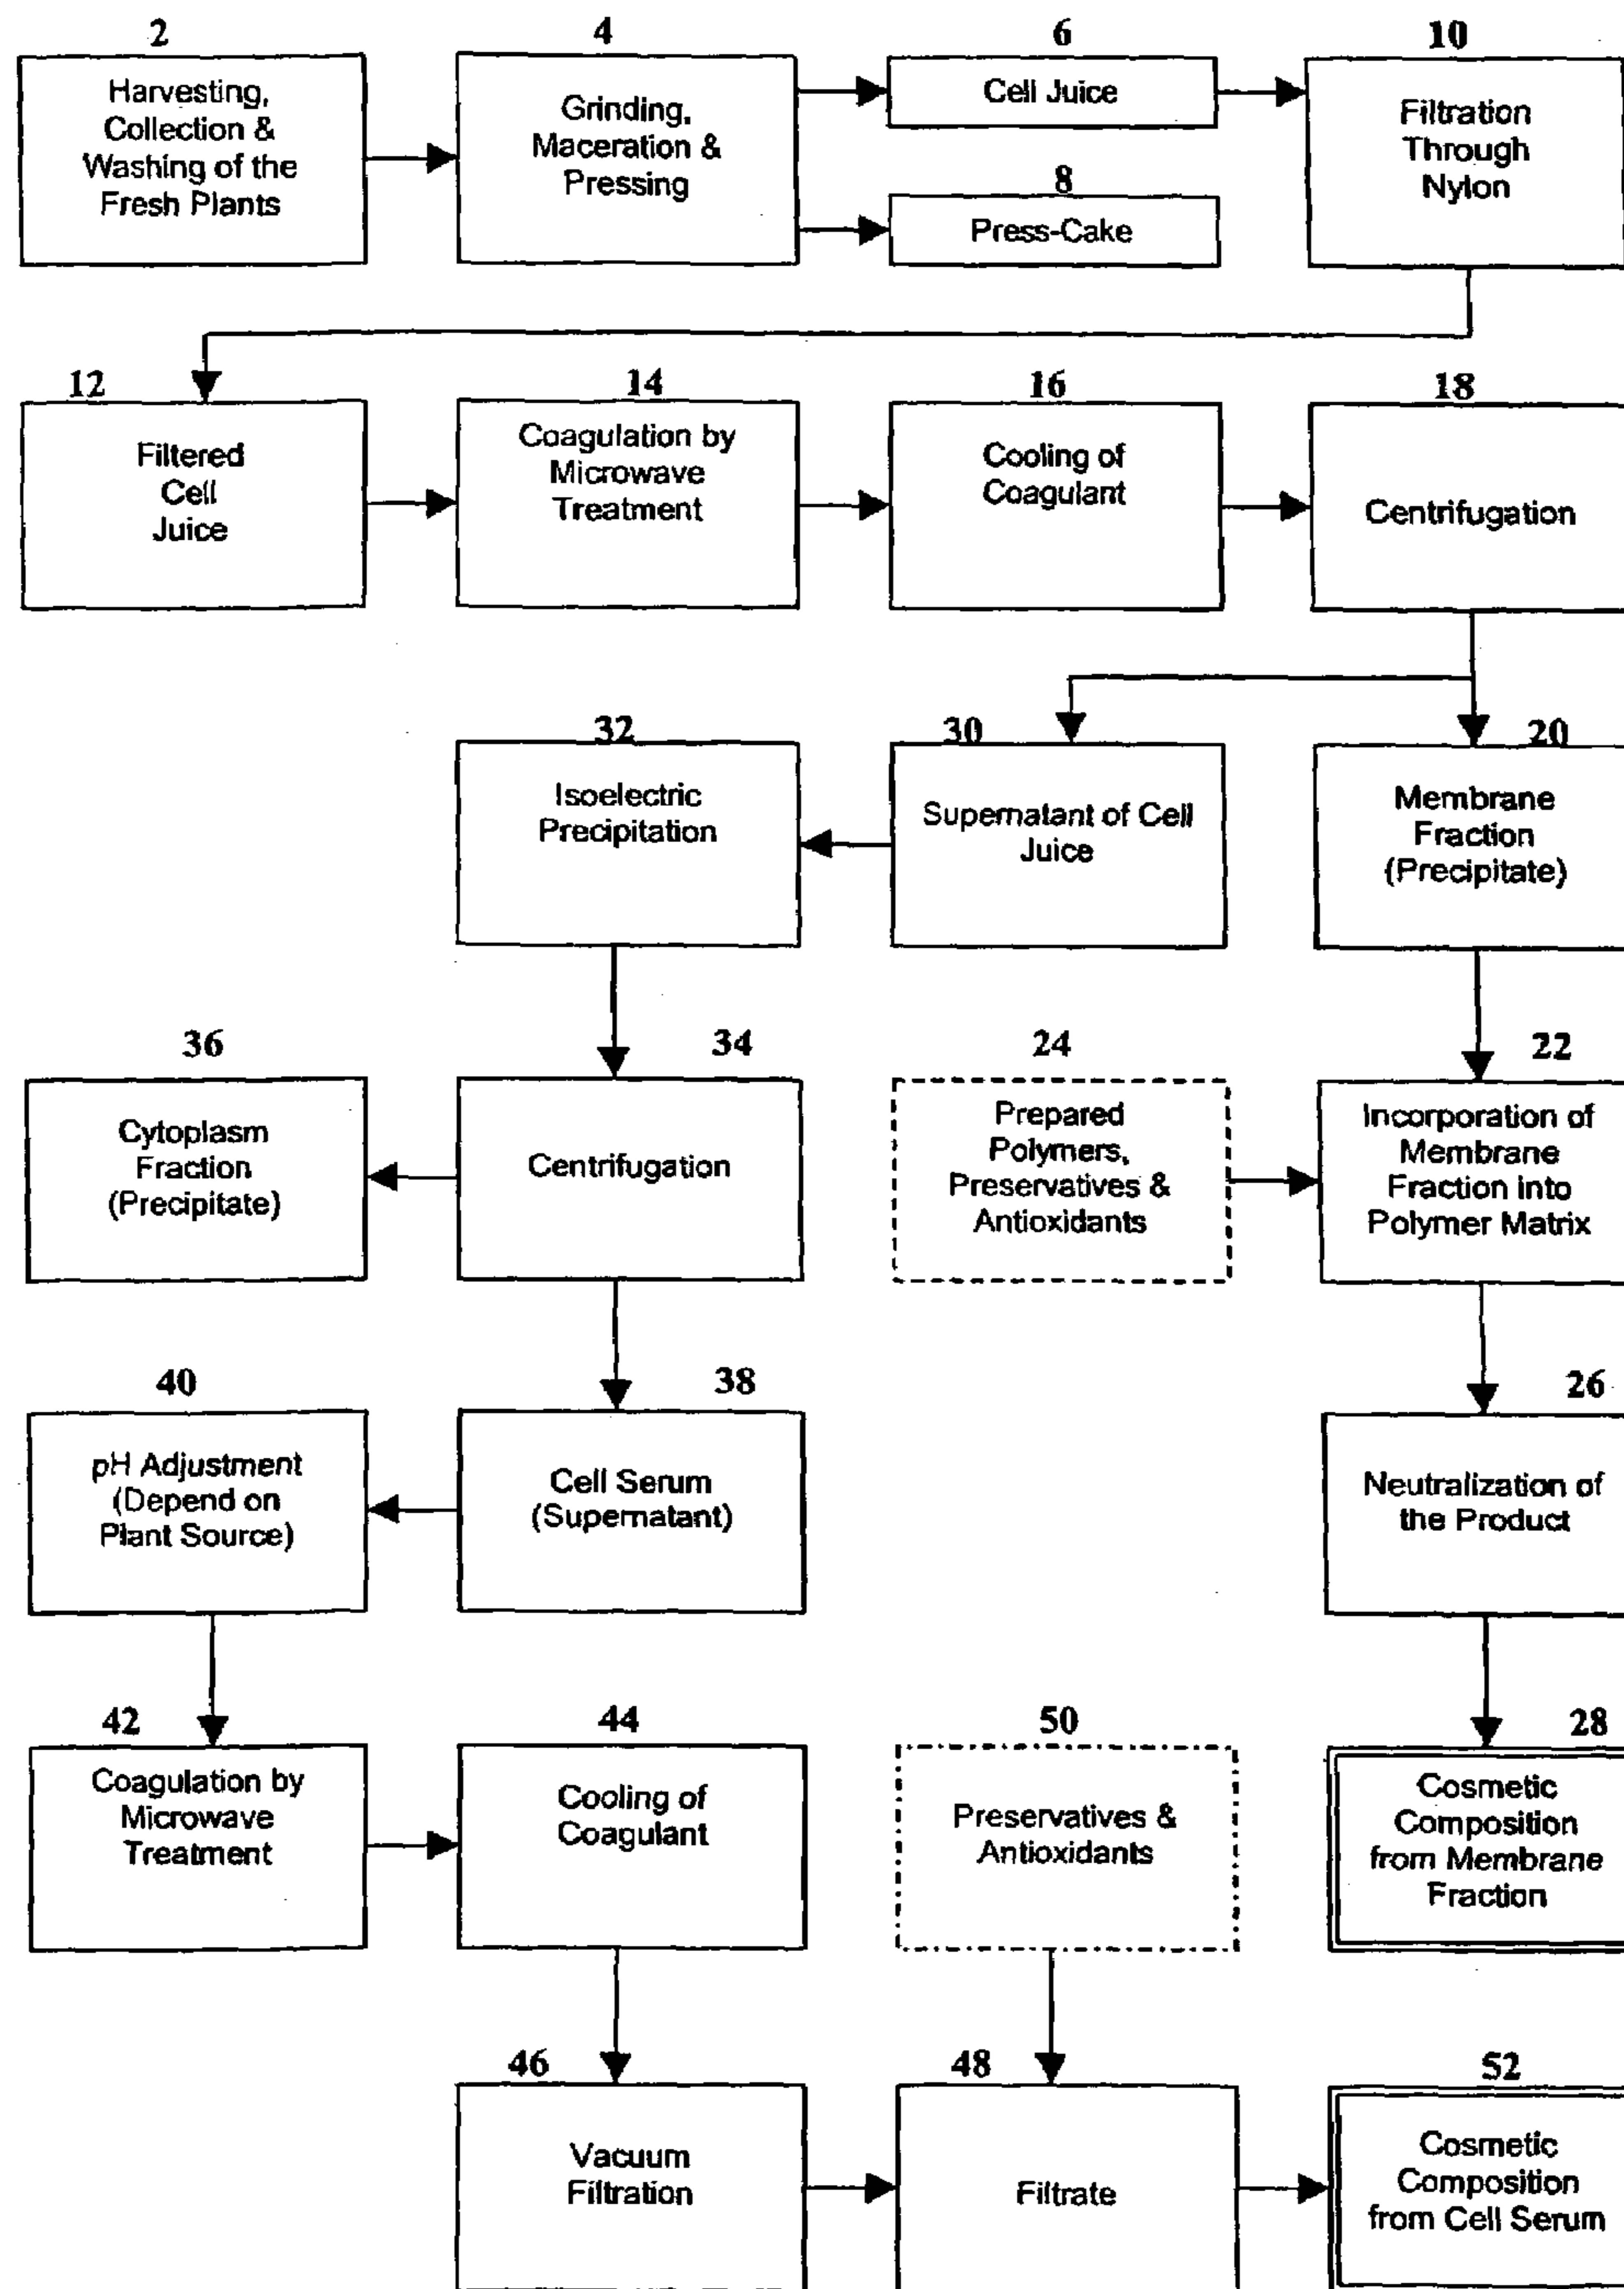 2
Harvesting,
Collection &
Washing of the
Fresh Plants
4
Grinding,
Maceration &
Pressing
6
Cell Juice
8
Press-Cake
10
Filtration
Through
Nylon
12
Filtered
Cell
Juice
14
Coagulation by
Microwave
Treatment
16
Cooling of
Coagulant
18
Centrifugation
32
Isoelectric
Precipitation
30
Supernatant of Cell
Juice
20
Membrane
Fraction
(Precipitate)
36
Cytoplasm
Fraction
(Precipitate)
34
Centrifugation
24
Prepared
Polymers,
Preservatives &
Antioxidants
22
Incorporation of
Membrane
Fraction into
Polymer Matrix
40
pH Adjustment
(Depend on
Plant Source)
38
Cell Serum
(Supernatant)
26
Neutralization of
the Product
42
Coagulation by
Microwave
Treatment
44
Cooling of
Coagulant
50
Preservatives &
Antioxidants
28
Cosmetic
Composition
from Membrane
Fraction
46
Vacuum
Filtration
48
Filtrate
52
Cosmetic
Composition
from Cell Serum